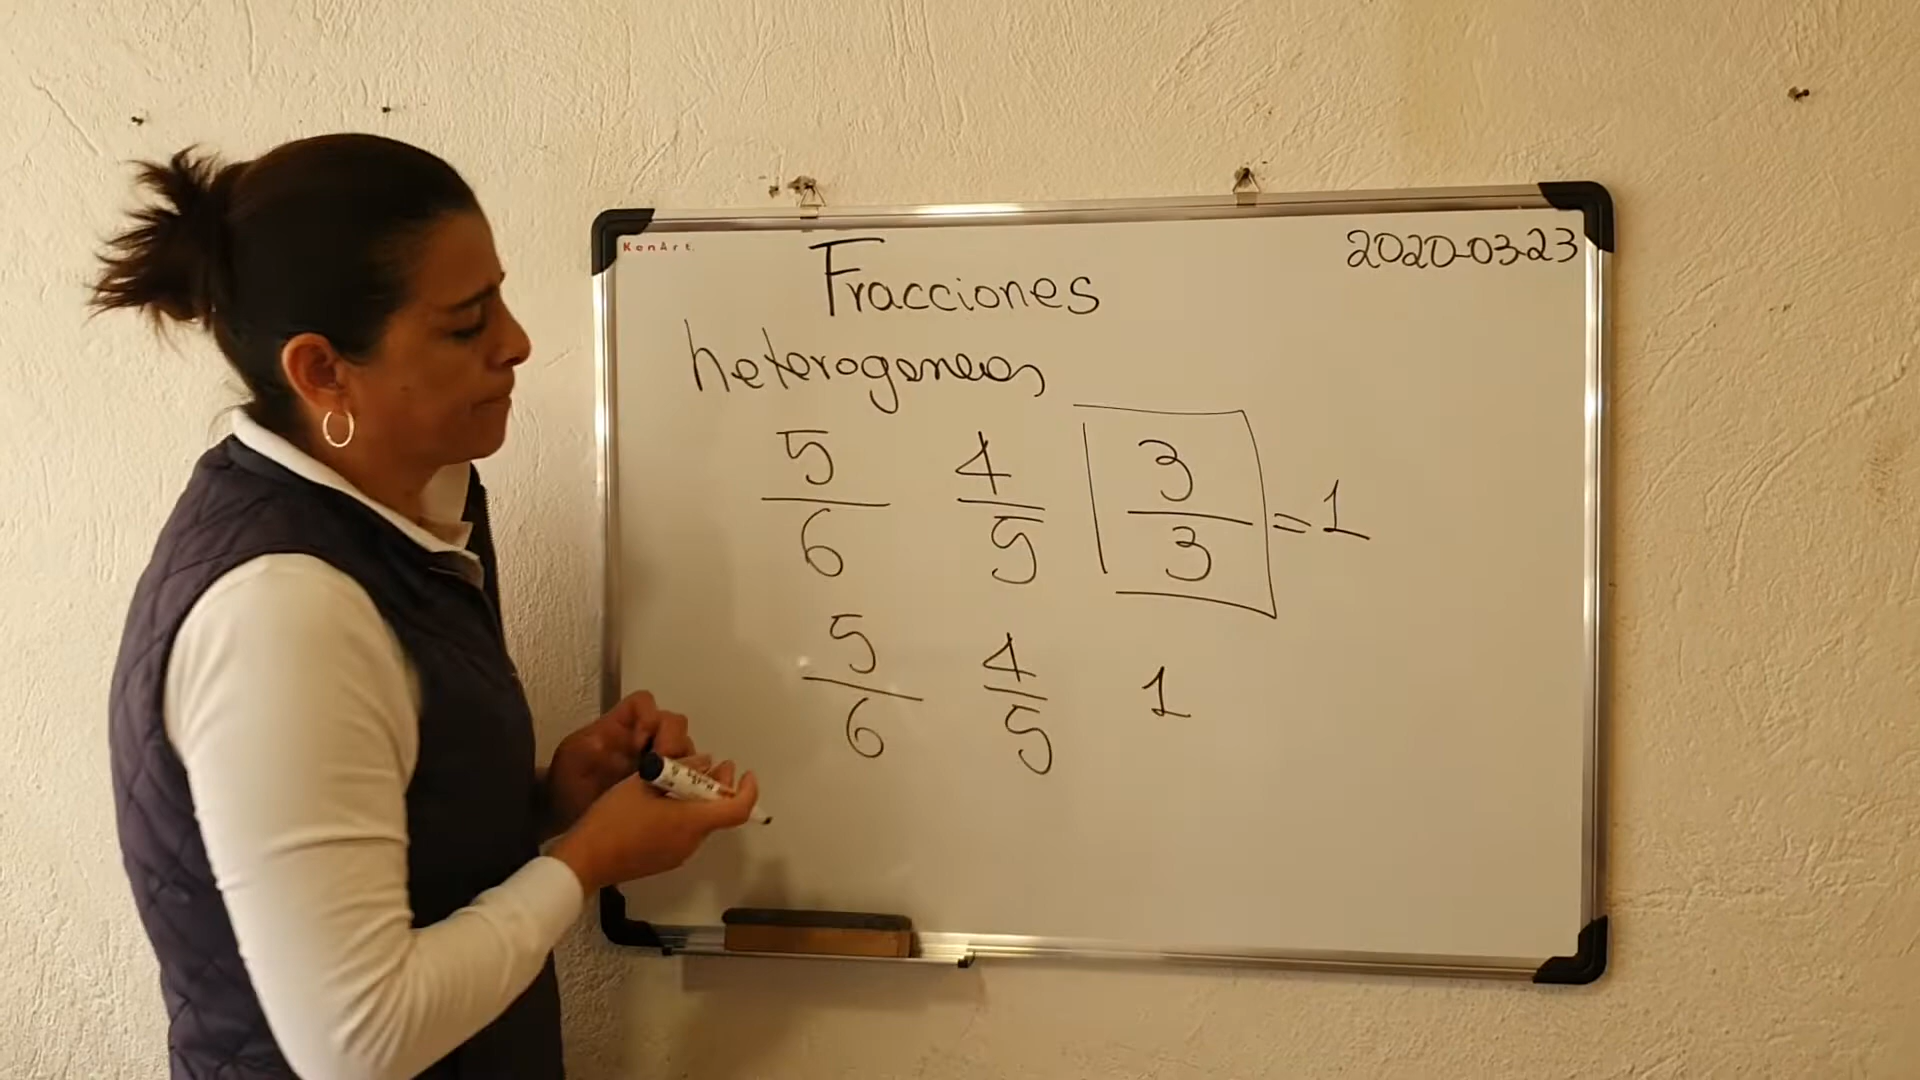 KenArt.
2020-03-23
Fracciones
heterogeneas
5/6 4/5 3/3 = 1
5/6 4/5 1